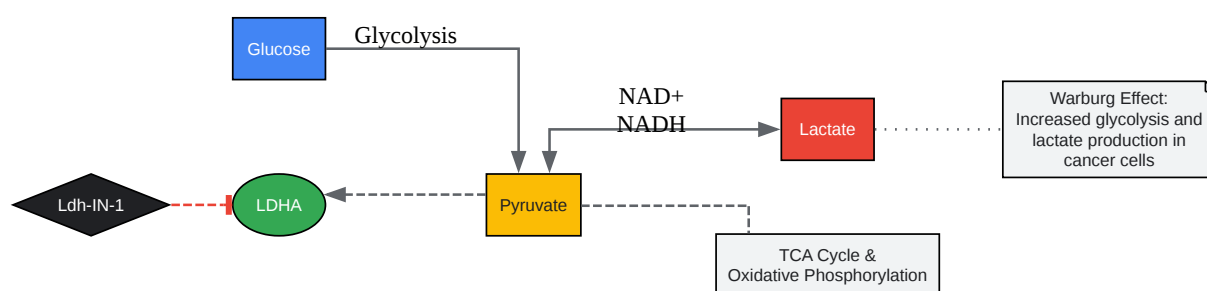 Glucose
Glycolysis
NAD+
NADH
Lactate
Warburg Effect:
Increased glycolysis and
lactate production in
cancer cells
Ldh-IN-1
LDHA
Pyruvate
TCA Cycle &
Oxidative Phosphorylation